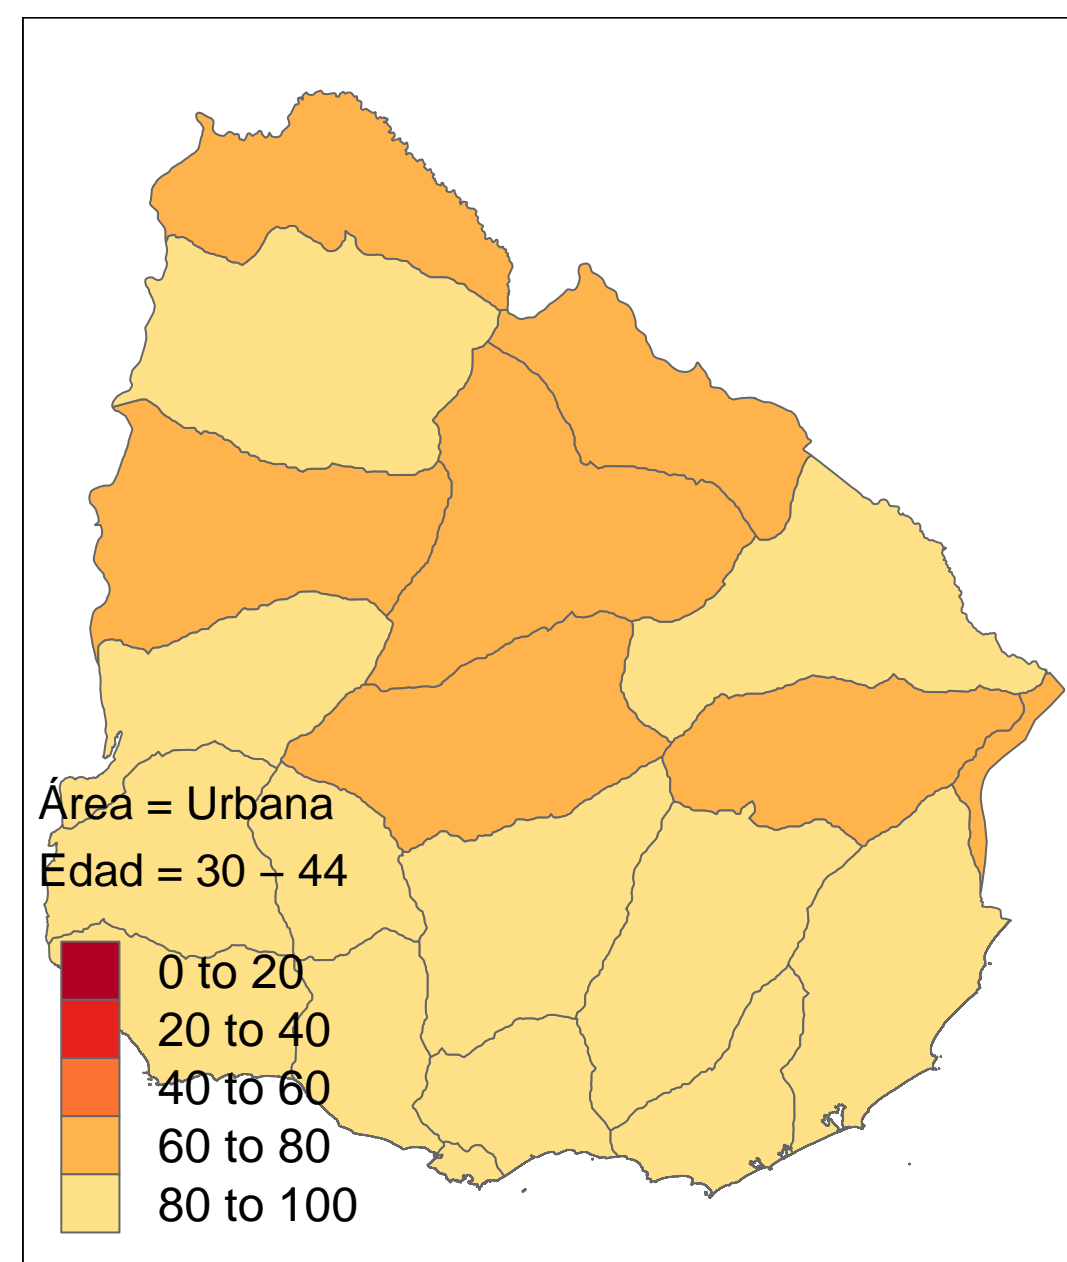 Área = Urbana
Edad = 30 – 44
0 to 20
20 to 40
40 to 60
60 to 80
80 to 100